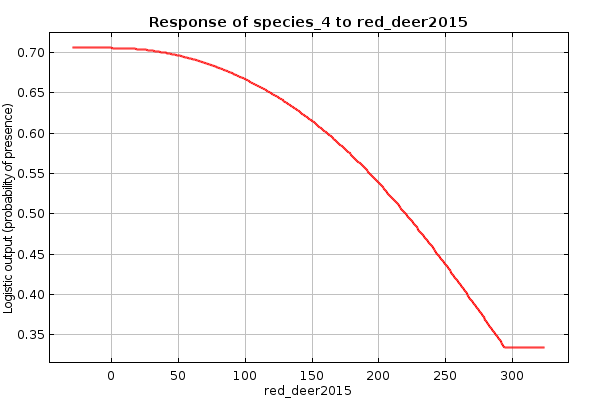 Response of species_4 to red_deer2015
Logistic output (probability of presence)
0.70
0.65
0.60
0.55
0.50
0.45
0.40
0.35
0 50 100 150 200 250 300
red_deer2015